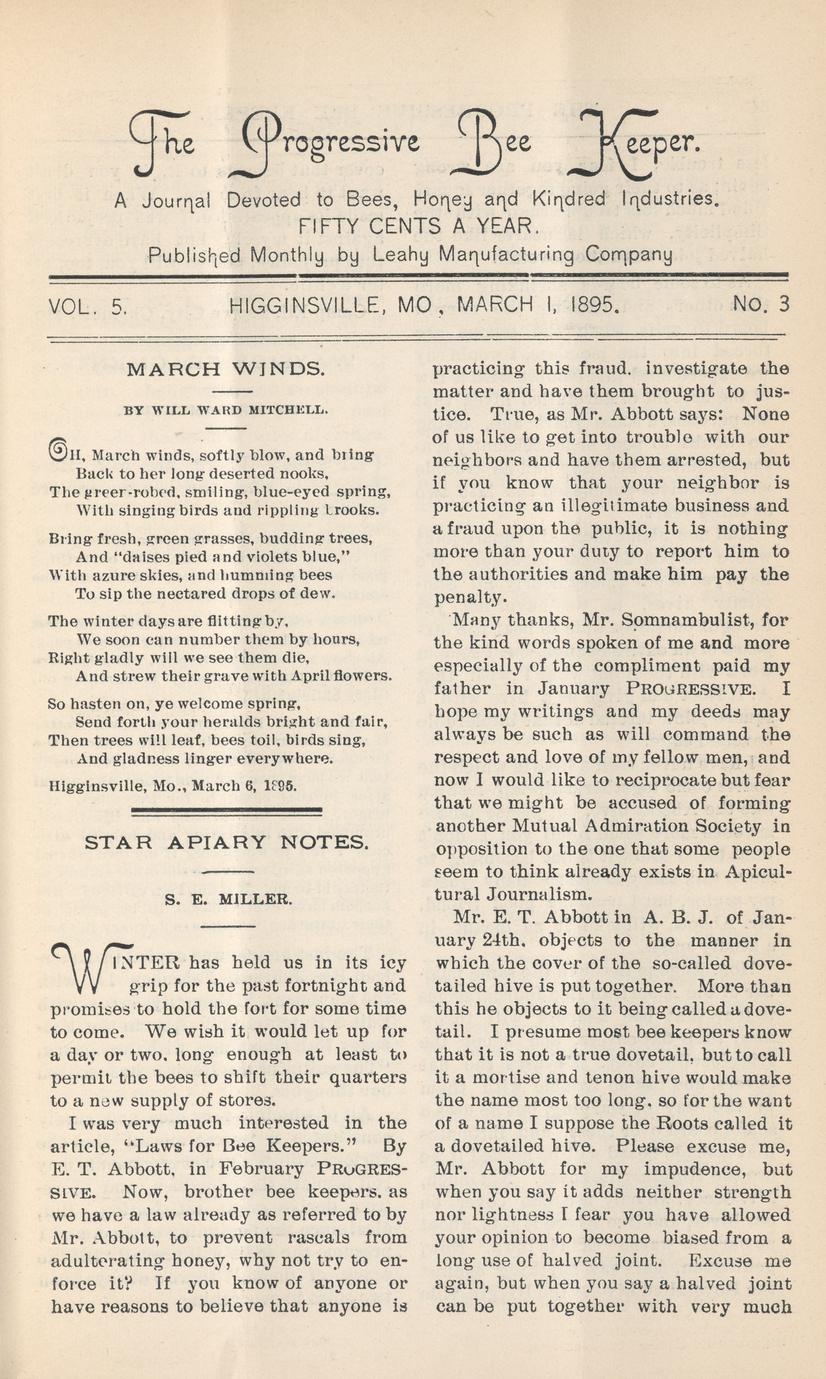 The Progressive Bee Keeper.
A Journal Devoted to Bees, Honey and Kindred Industries.
FIFTY CENTS A YEAR.
Published Monthly by Leahy Manufacturing Company
VOL. 5. HIGGINSVILLE, MO., MARCH 1, 1895. No. 3
MARCH WINDS.
BY WILL WARD MITCHELL.
OH, March winds, softly blow, and bring
Back to her long deserted nooks,
The green-robed, smiling, blue-eyed spring,
With singing birds and rippling brooks.
Bring fresh, green grasses, budding trees,
And "daises pied and violets blue,"
With azure skies, and humming bees
To sip the nectared drops of dew.
The winter days are flitting by,
We soon can number them by hours,
Right gladly will we see them die,
And strew their grave with April flowers.
So hasten on, ye welcome spring,
Send forth your heralds bright and fair,
Then trees will leaf, bees toil, birds sing,
And gladness linger everywhere.
Higginsville, Mo., March 6, 1895.
STAR APIARY NOTES.
S. E. MILLER.
WINTER has held us in its icy
grip for the past fortnight and
promises to hold the fort for some time
to come. We wish it would let up for
a day or two, long enough at least to
permit the bees to shift their quarters
to a new supply of stores.
I was very much interested in the
article, "Laws for Bee Keepers." By
E. T. Abbott, in February PROGRES-
SIVE. Now, brother bee keepers, as
we have a law already as referred to by
Mr. Abbott, to prevent rascals from
adulterating honey, why not try to en-
force it? If you know of anyone or
have reasons to believe that anyone is
practicing this fraud, investigate the
matter and have them brought to jus-
tice. True, as Mr. Abbott says: None
of us like to get into trouble with our
neighbors and have them arrested, but
if you know that your neighbor is
practicing an illegitimate business and
a fraud upon the public, it is nothing
more than your duty to report him to
the authorities and make him pay the
penalty.
Many thanks, Mr. Somnambulist, for
the kind words spoken of me and more
especially of the compliment paid my
father in January PROGRESSIVE. I
hope my writings and my deeds may
always be such as will command the
respect and love of my fellow men, and
now I would like to reciprocate but fear
that we might be accused of forming
another Mutual Admiration Society in
opposition to the one that some people
seem to think already exists in Apicul-
tural Journalism.
Mr. E. T. Abbott in A. B. J. of Jan-
uary 24th, objects to the manner in
which the cover of the so-called dove-
tailed hive is put together. More than
this he objects to it being called a dove-
tail. I presume most bee keepers know
that it is not a true dovetail, but to call
it a mortise and tenon hive would make
the name most too long, so for the want
of a name I suppose the Roots called it
a dovetailed hive. Please excuse me,
Mr. Abbott for my impudence, but
when you say it adds neither strength
nor lightness I fear you have allowed
your opinion to become biased from a
long use of halved joint. Excuse me
again, but when you say a halved joint
can be put together with very much